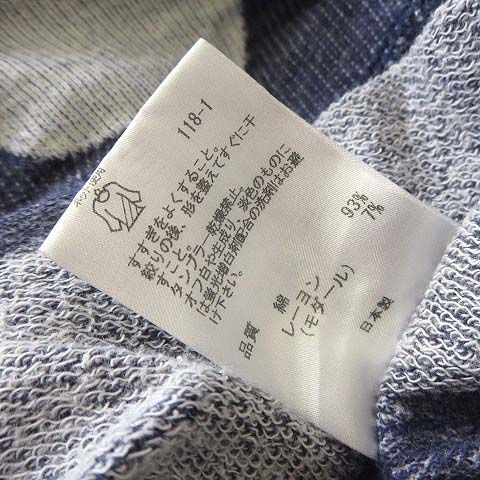 118-1
ネット使用
すすぎをよくすること。
絞りの後、形を整えてすぐに干
すこと。
タンブラー乾燥禁止。
オフ白や生成り、淡色のものに
は蛍光増白剤配合の洗剤はお避
け下さい。
品質
綿 93%
レーヨン 7%
(モダール)
日本製